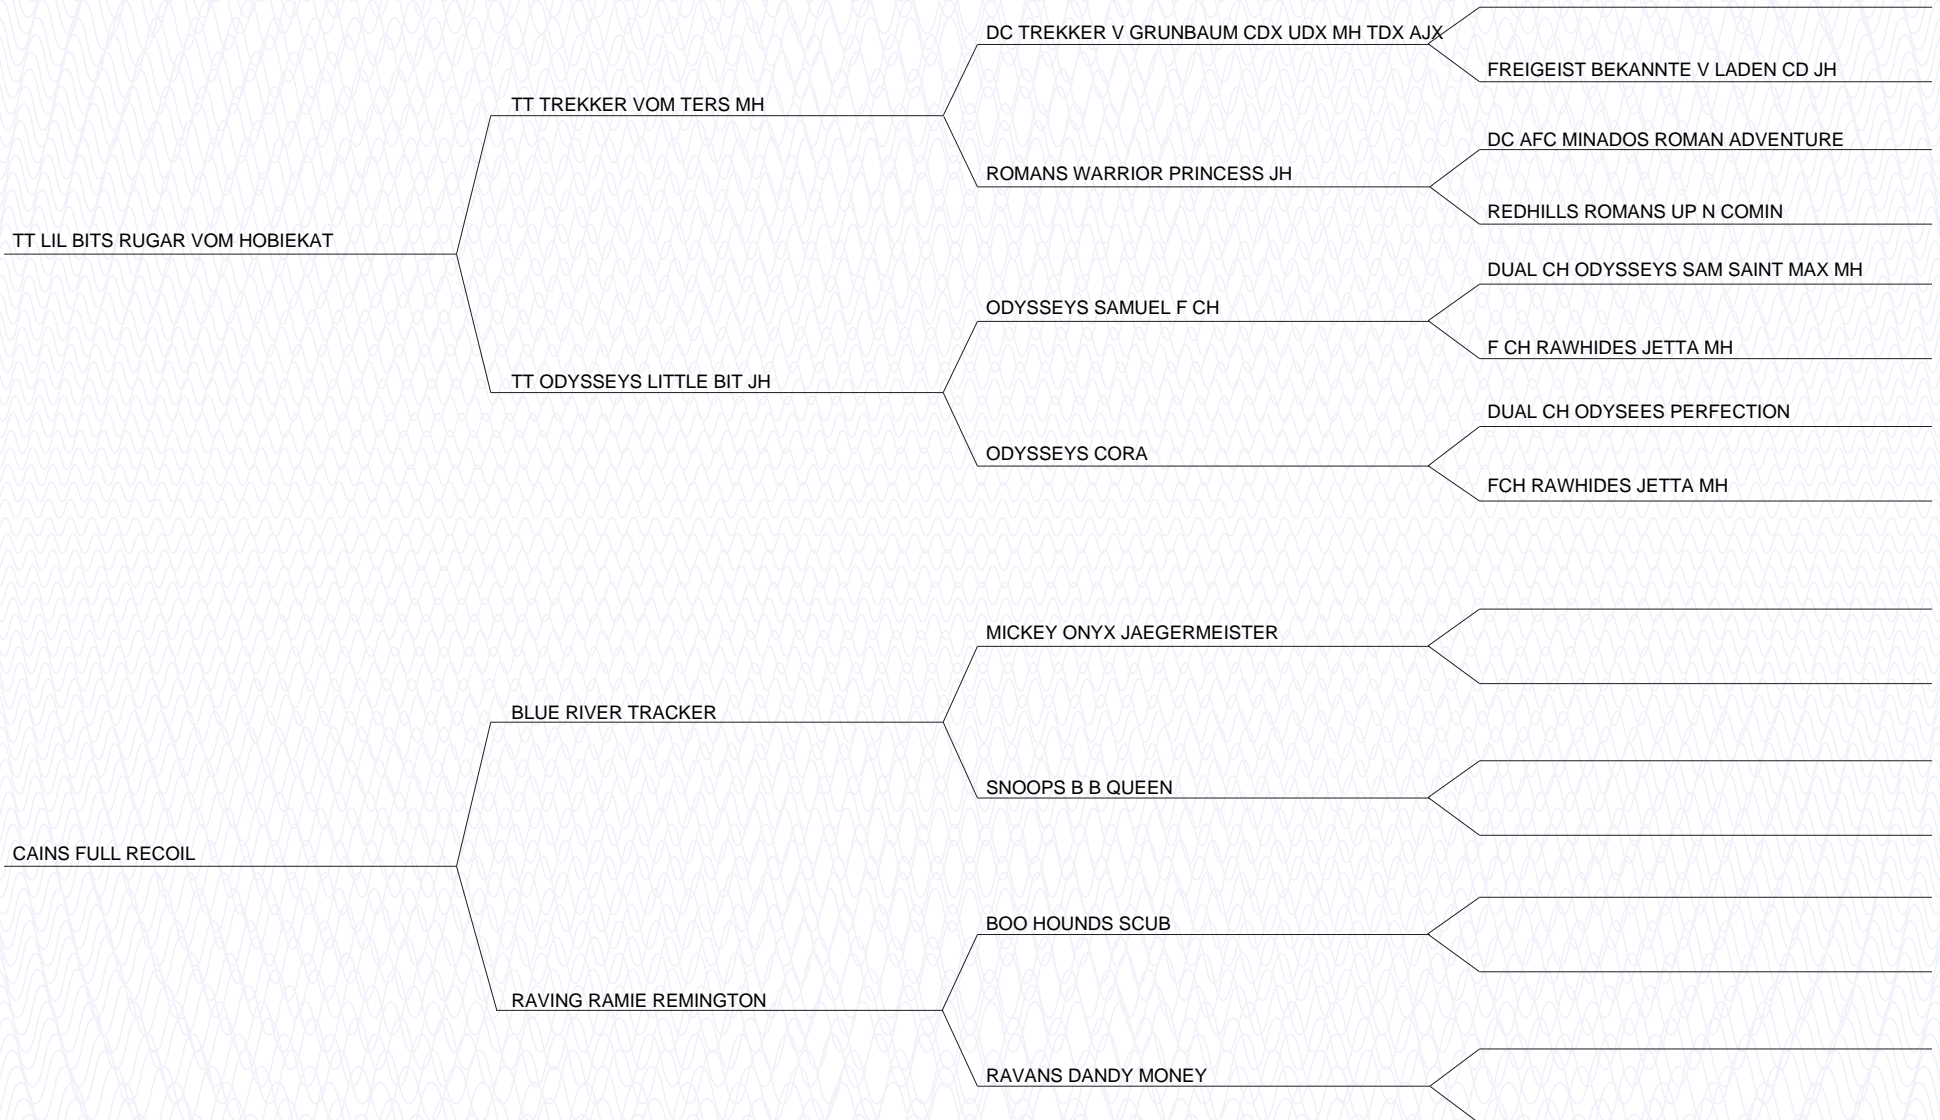 DC TREKKER V GRUNBAUM CDX UDX MH TDX AJX
FREIGEIST BEKANNTE V LADEN CD JH
TT TREKKER VOM TERS MH
DC AFC MINADOS ROMAN ADVENTURE
ROMANS WARRIOR PRINCESS JH
REDHILLS ROMANS UP N COMIN
TT LIL BITS RUGAR VOM HOBIEKAT
DUAL CH ODYSSEYS SAM SAINT MAX MH
ODYSSEYS SAMUEL F CH
F CH RAWHIDES JETTA MH
TT ODYSSEYS LITTLE BIT JH
DUAL CH ODYSEES PERFECTION
ODYSSEYS CORA
FCH RAWHIDES JETTA MH
MICKEY ONYX JAEGERMEISTER
BLUE RIVER TRACKER
SNOOPS B B QUEEN
CAINS FULL RECOIL
BOO HOUNDS SCUB
RAVING RAMIE REMINGTON
RAVANS DANDY MONEY